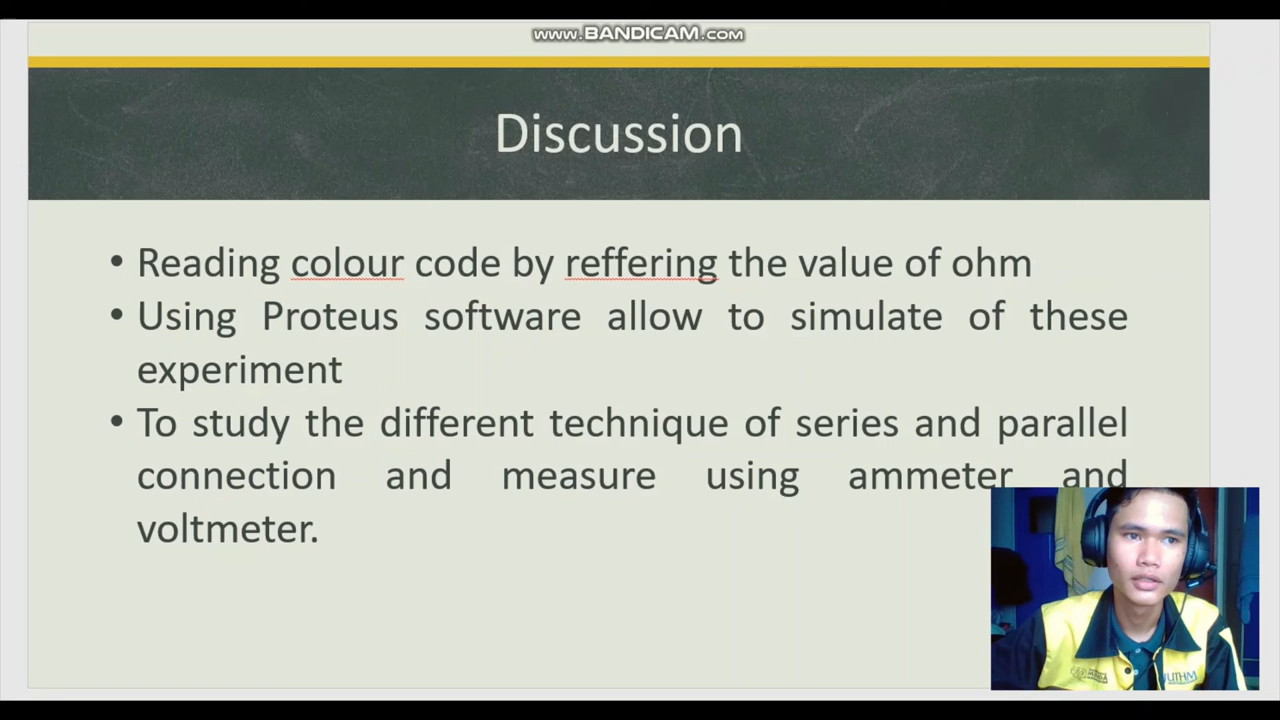 www.BANDICAM.com
Discussion
• Reading colour code by reffering the value of ohm
• Using Proteus software allow to simulate of these
experiment
• To study the different technique of series and parallel
connection and measure using ammeter and
voltmeter.
UTHM